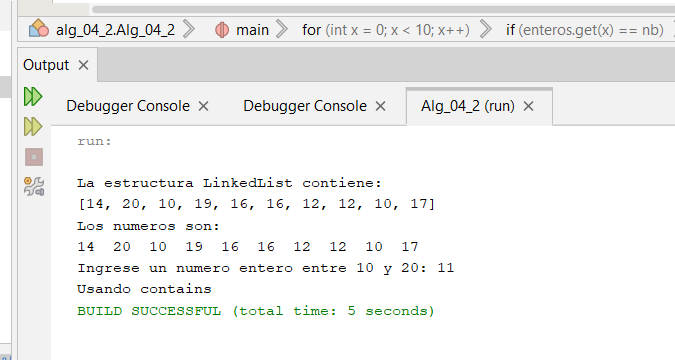 alg_04_2.Alg_04_2 main for (int x = 0; x < 10; x++) if (enteros.get(x) == nb)
Output ×
Debugger Console × Debugger Console × Alg_04_2 (run) ×
run:
La estructura LinkedList contiene:
[14, 20, 10, 19, 16, 16, 12, 12, 10, 17]
Los numeros son:
14 20 10 19 16 16 12 12 10 17
Ingrese un numero entero entre 10 y 20: 11
Usando contains
BUILD SUCCESSFUL (total time: 5 seconds)